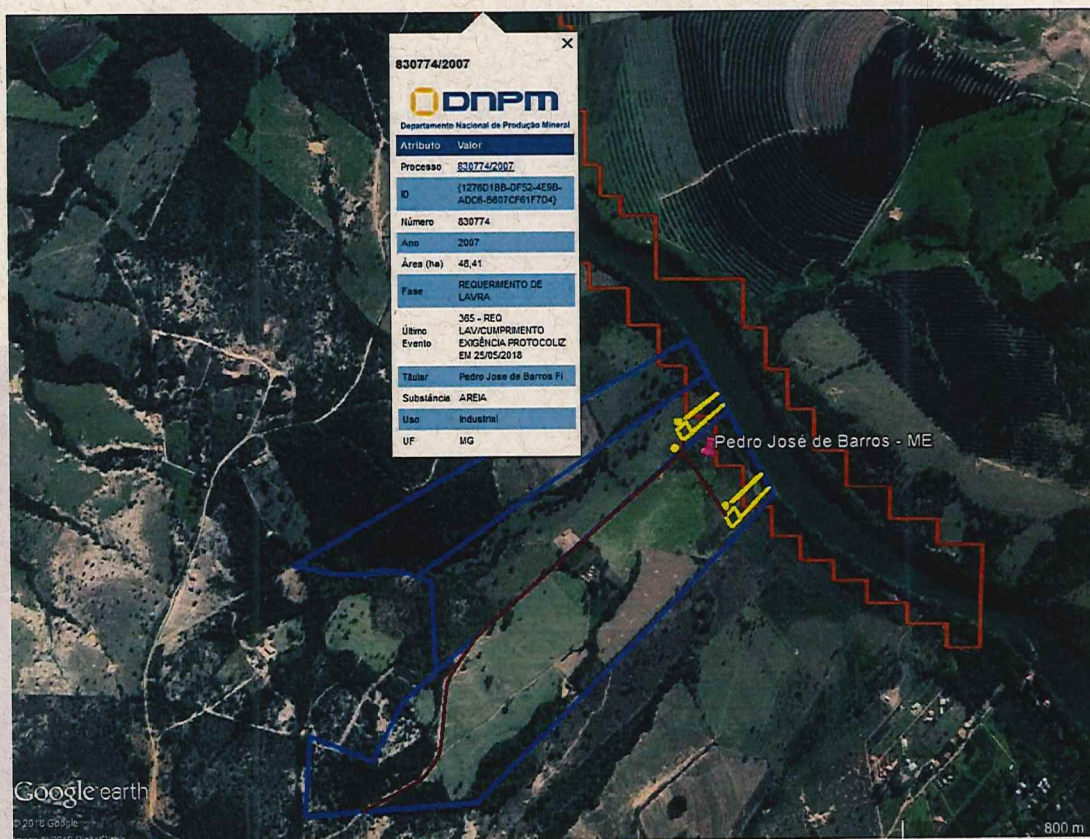 830774/2007
DNPM
Departamento Nacional de Produção Mineral
Atributo Valor
Processo 830774/2007
ID {1276D1BB-DF52-4E9B-
ADC6-B607CF61F7D4}
Número 830774
Ano 2007
Área (ha) 48,41
Fase REQUERIMENTO DE
LAVRA
Último Evento 365 - REQ
LAV/CUMPRIMENTO
EXIGÊNCIA PROTOCOLIZ
EM 25/05/2018
Titular Pedro Jose de Barros Fi
Substância AREIA
Uso Industrial
UF MG
Pedro José de Barros - ME
Google earth
© 2018 Google
800 m